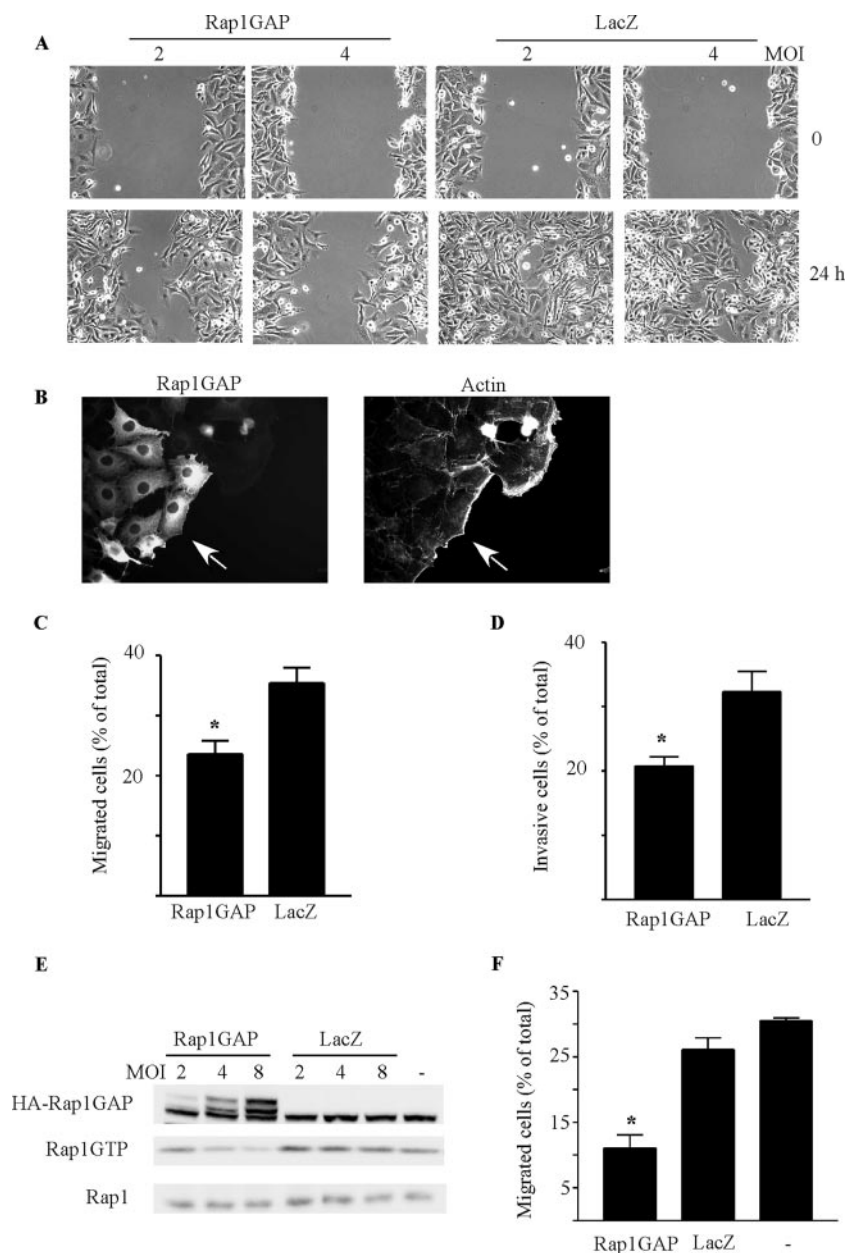 A
Rap1GAP
LacZ
2
4
2
4
MOI
0
24 h
B
Rap1GAP
Actin
C
40
20
Migrated cells (% of total)
*
Rap1GAP
LacZ
D
40
20
Invasive cells (% of total)
*
Rap1GAP
LacZ
E
Rap1GAP
LacZ
MOI 2 4 8 2 4 8 -
HA-Rap1GAP
Rap1GTP
Rap1
F
35
25
15
5
Migrated cells (% of total)
*
Rap1GAP
LacZ
-